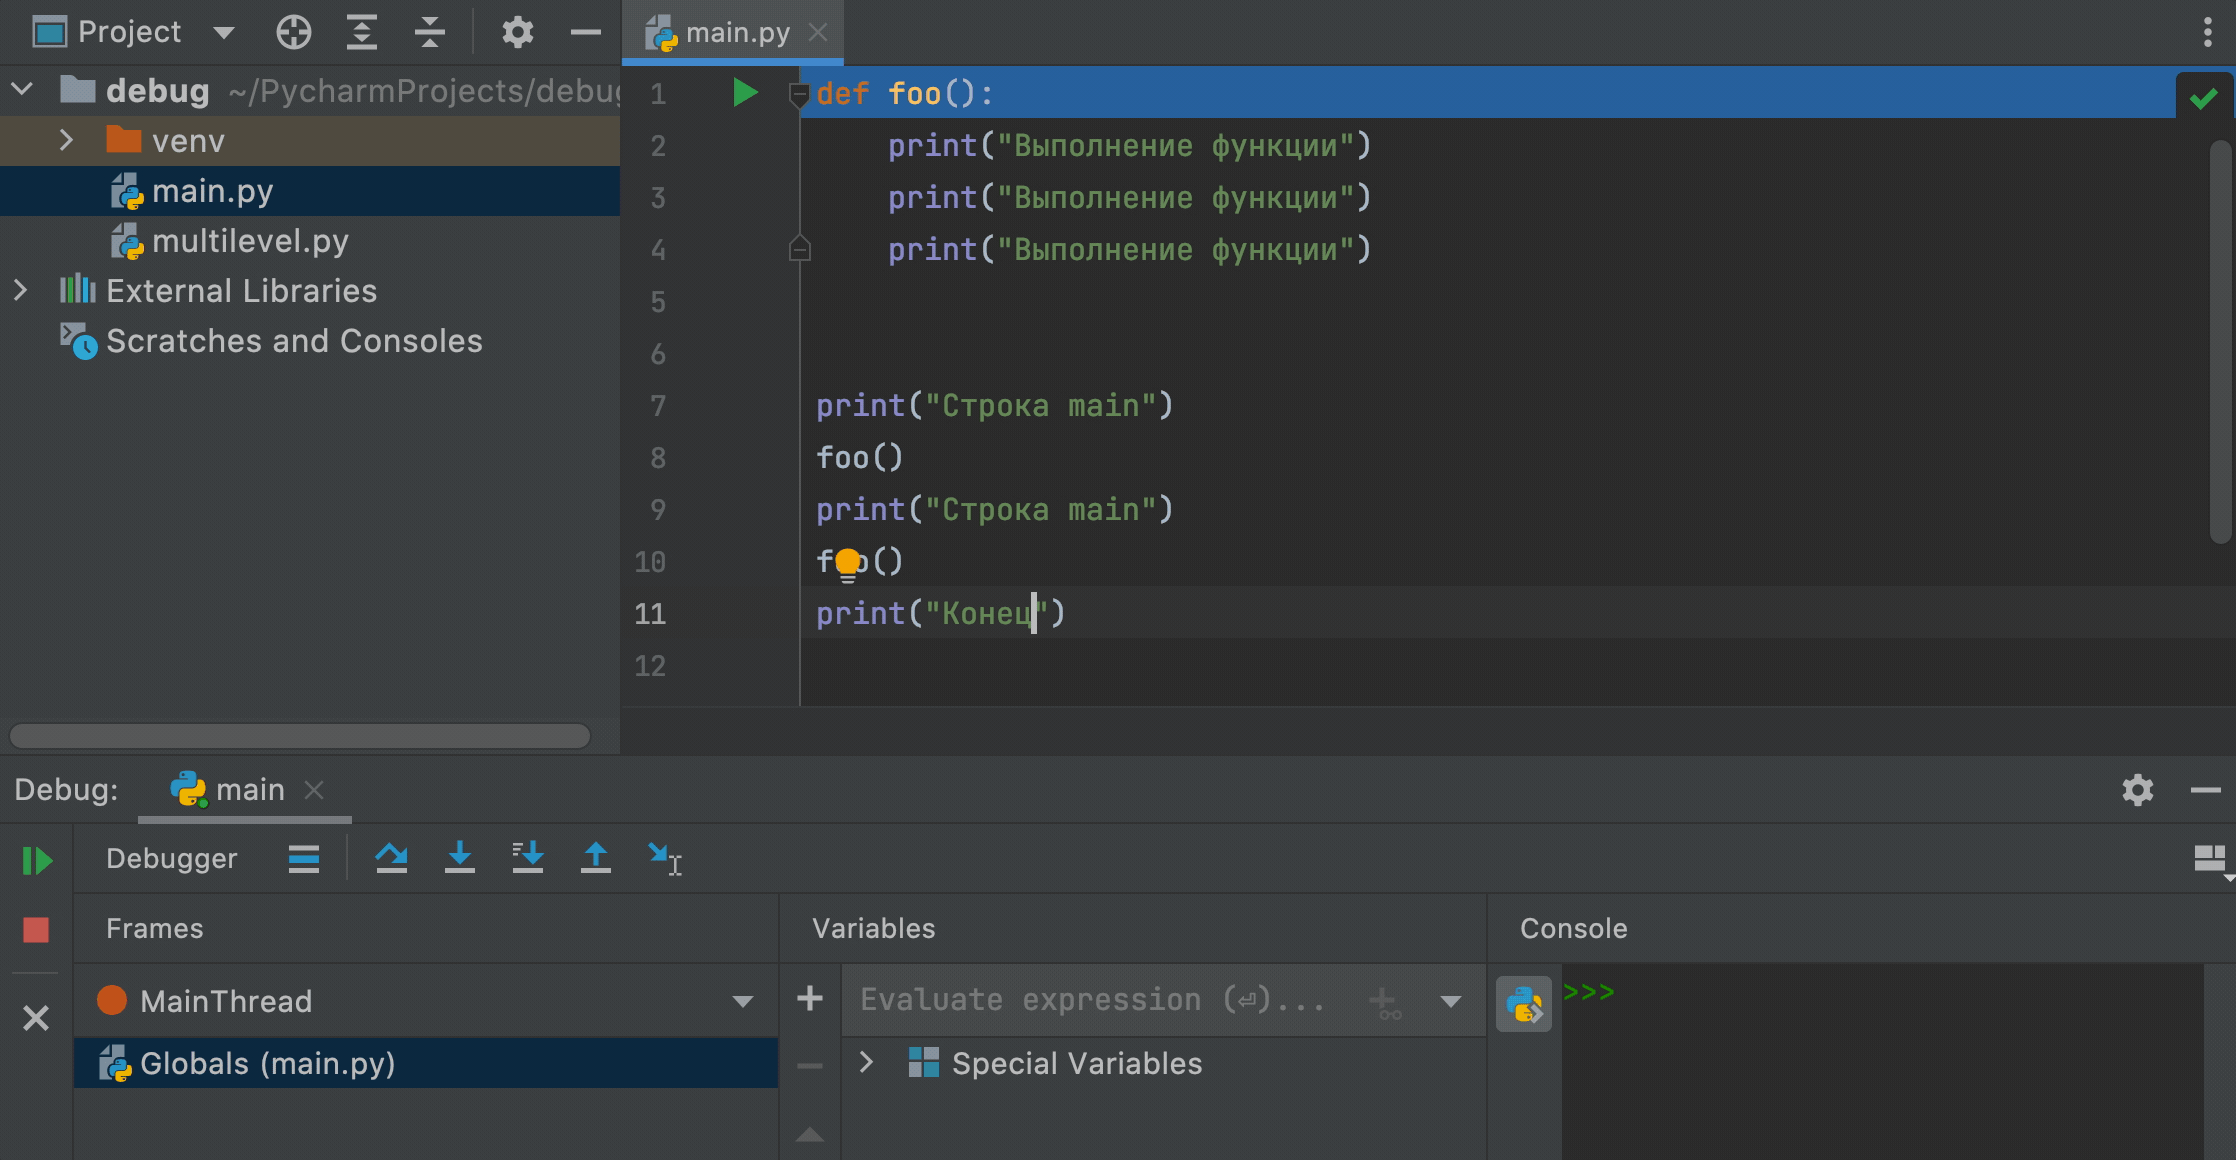 Project
main.py
debug ~/PycharmProjects/debug
venv
main.py
multilevel.py
External Libraries
Scratches and Consoles
1 def foo():
2 print("Выполнение функции")
3 print("Выполнение функции")
4 print("Выполнение функции")
5
6
7 print("Строка main")
8 foo()
9 print("Строка main")
10 foo()
11 print("Конец")
12
Debug: main
Debugger
Frames
Variables
Console
MainThread
Evaluate expression (⏎)...
>>>
Globals (main.py)
Special Variables